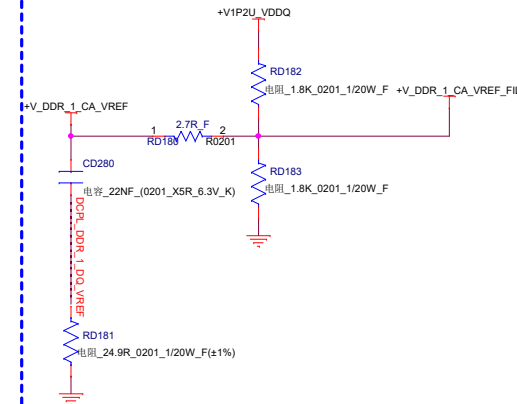 +V1P2U_VDDQ
RD182
电阻_1.8K_0201_1/20W_F
+V_DDR_1_CA_VREF_FIL
+V_DDR_1_CA_VREF
1
2.7R_F
2
RD180
R0201
CD280
电容_22NF_(0201_X5R_6.3V_K)
RD183
电阻_1.8K_0201_1/20W_F
DCPL_DDR_1_DQ_VREF
RD181
电阻_24.9R_0201_1/20W_F(±1%)